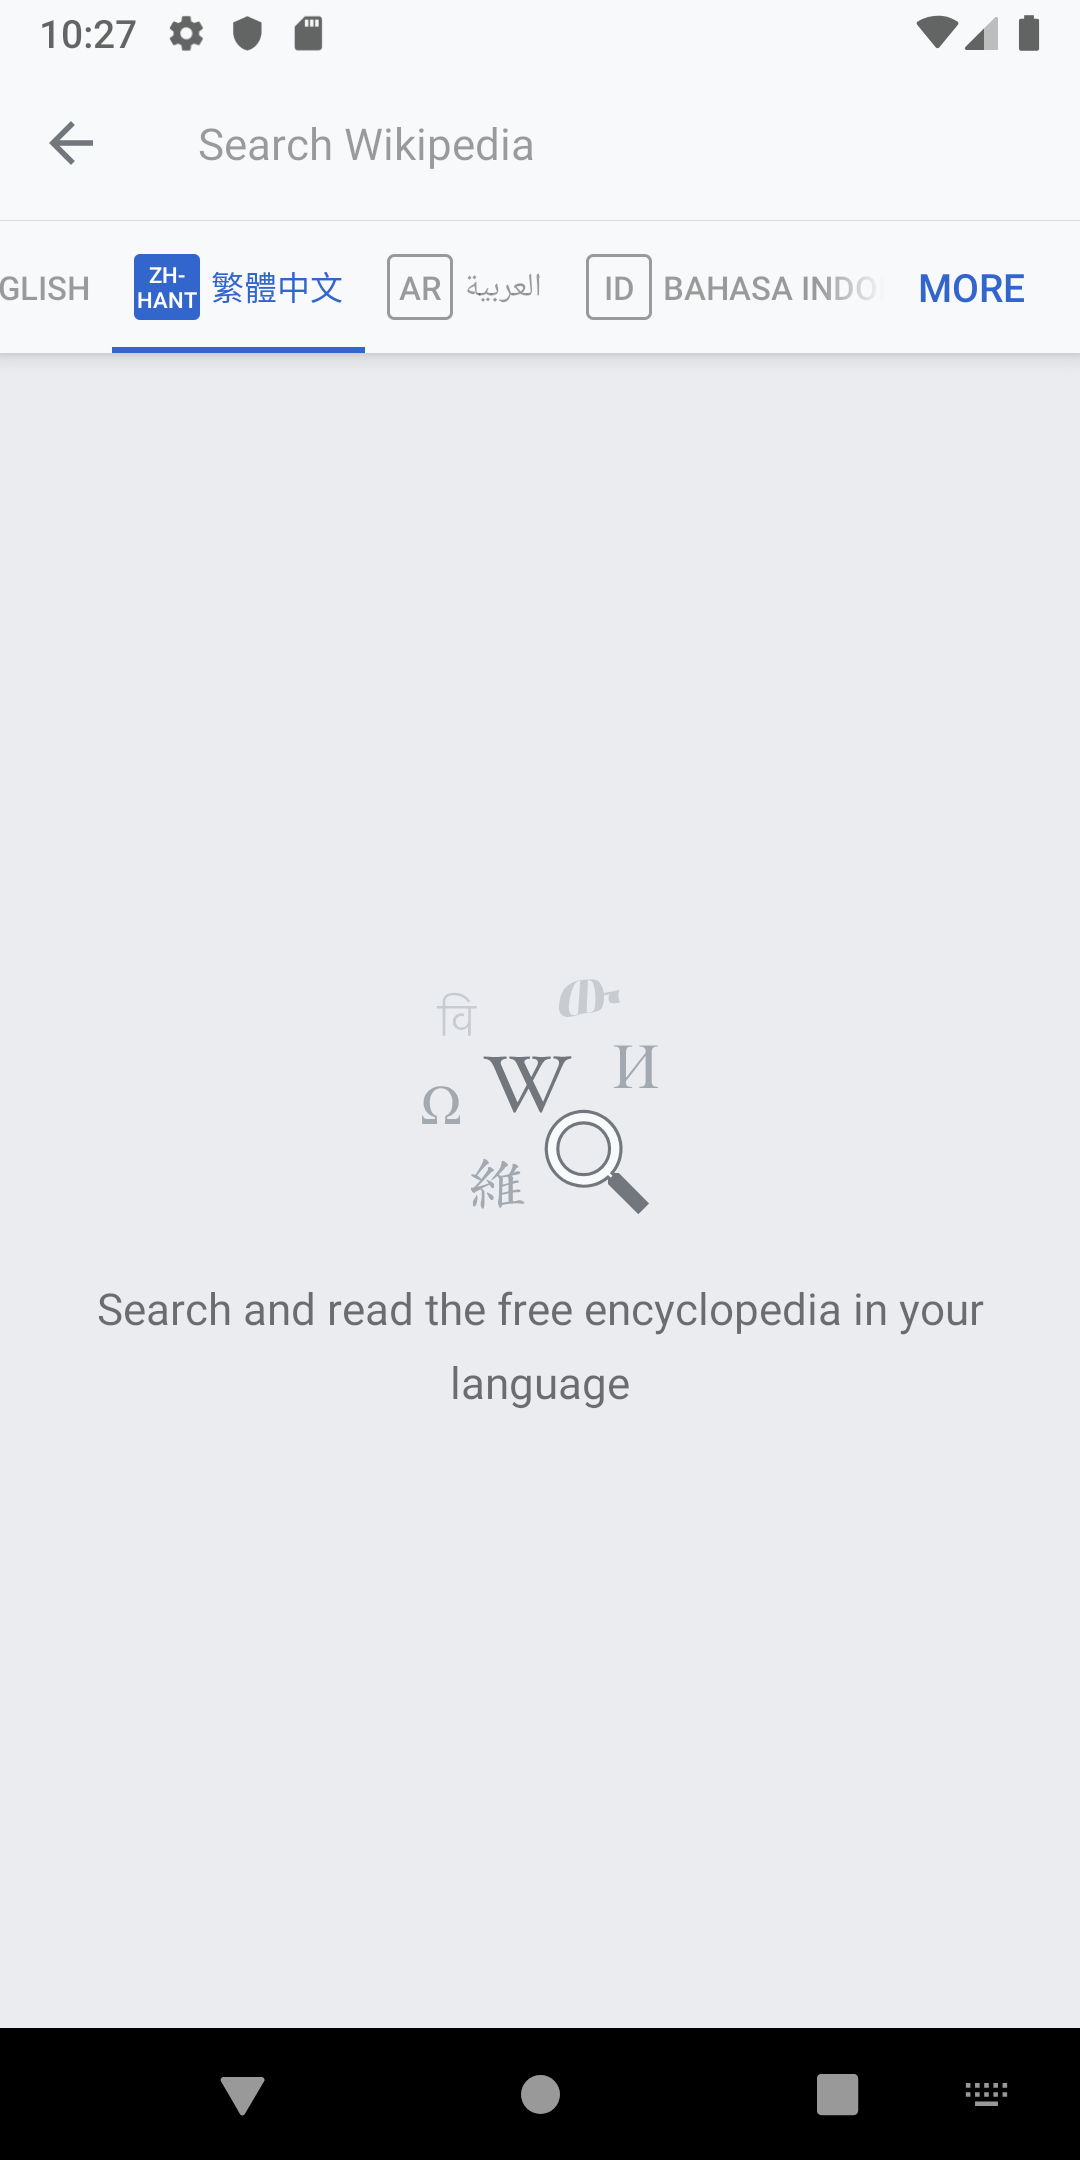 10:27
Search Wikipedia
GLISH
ZH-
HANT
繁體中文
AR
العربية
ID
BAHASA INDO
MORE
वि
ው
W
И
Ω
維
Search and read the free encyclopedia in your
language